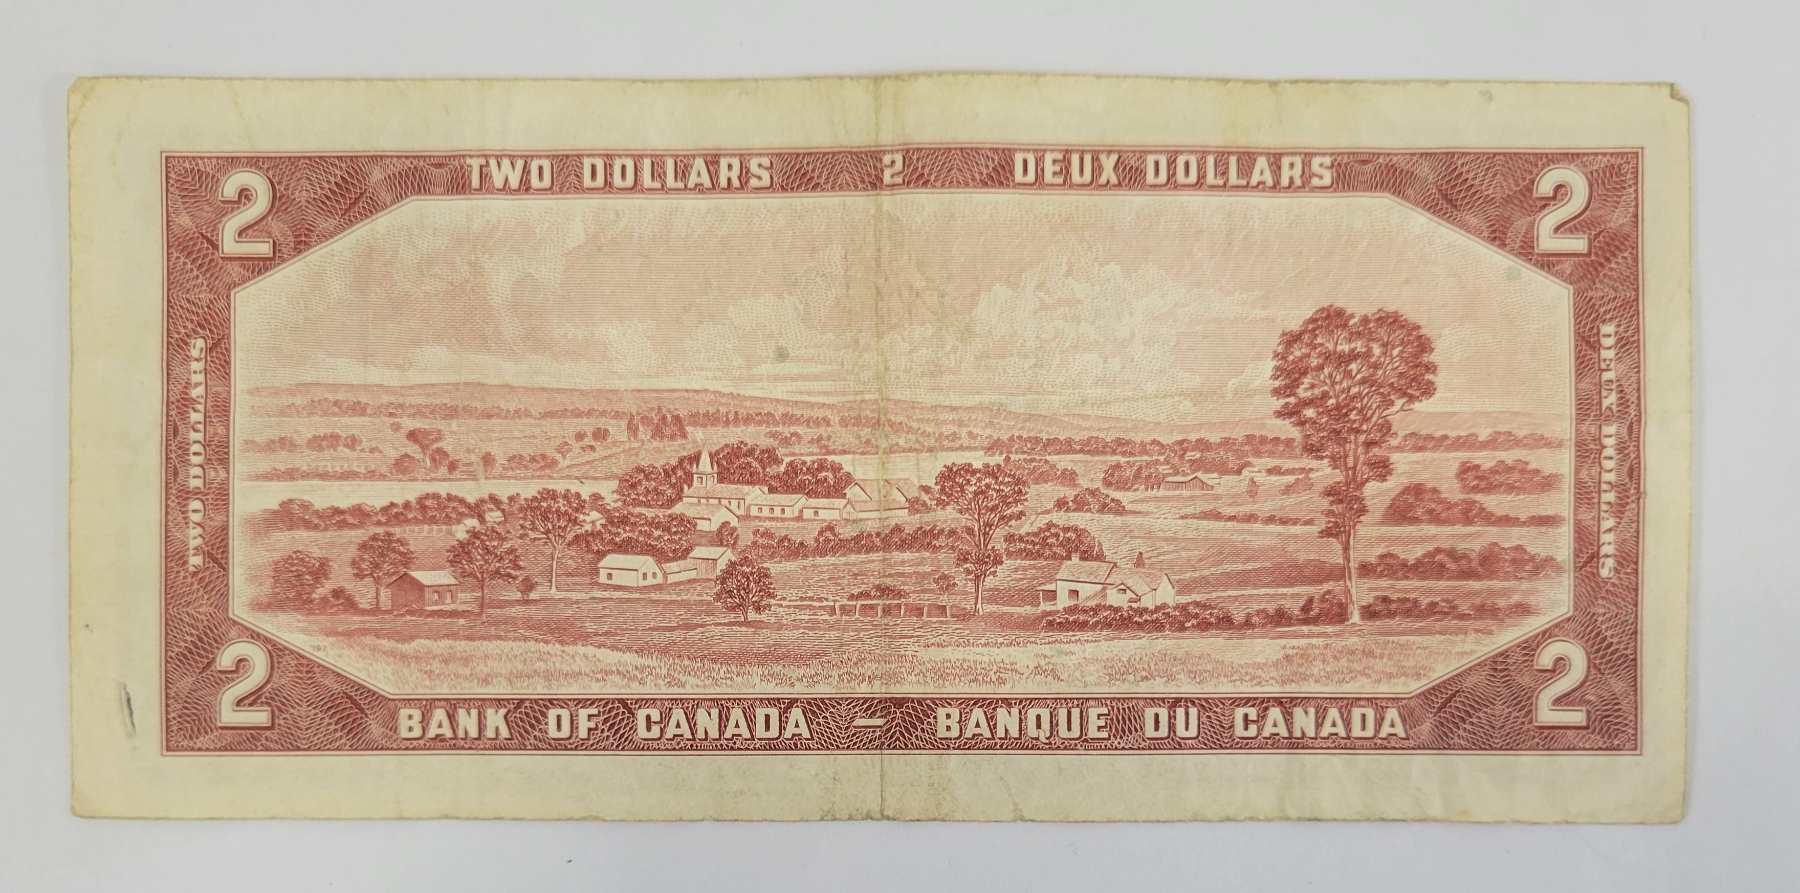 2 TWO DOLLARS 2 DEUX DOLLARS 2
TWO DOLLARS
DEUX DOLLARS
2 BANK OF CANADA — BANQUE DU CANADA 2